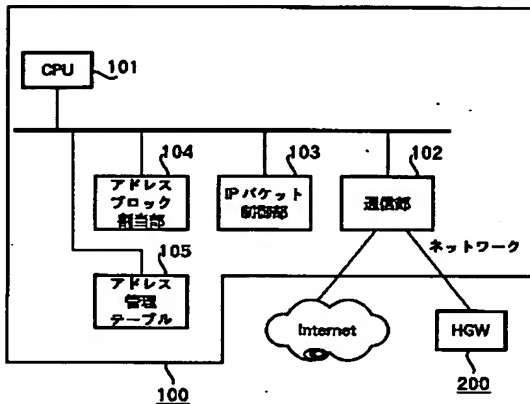 CPU
101
104
103
102
アドレス
ブロック
割当部
IPパケット
制御部
通信部
ネットワーク
105
アドレス
管理
テーブル
Internet
HGW
100
200